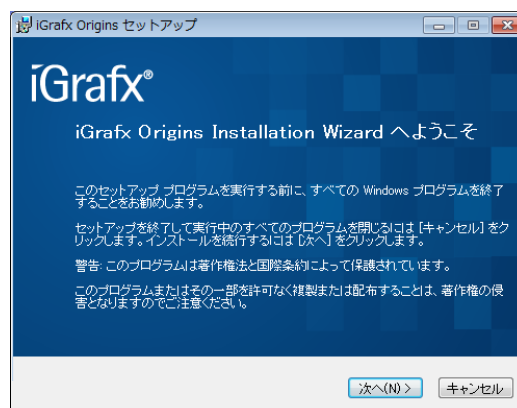 iGrafx Origins セットアップ
iGrafx®
iGrafx Origins Installation Wizard へようこそ
このセットアップ プログラムを実行する前に、すべての Windows プログラムを終了
することをお勧めします。
セットアップを終了して実行中のすべてのプログラムを閉じるには [キャンセル] をク
リックします。インストールを続行するには [次へ] をクリックします。
警告: このプログラムは著作権法と国際条約によって保護されています。
このプログラムまたはその一部を許可なく複製または配布することは、著作権の侵
害となりますのでご注意ください。
次へ(N) >
キャンセル